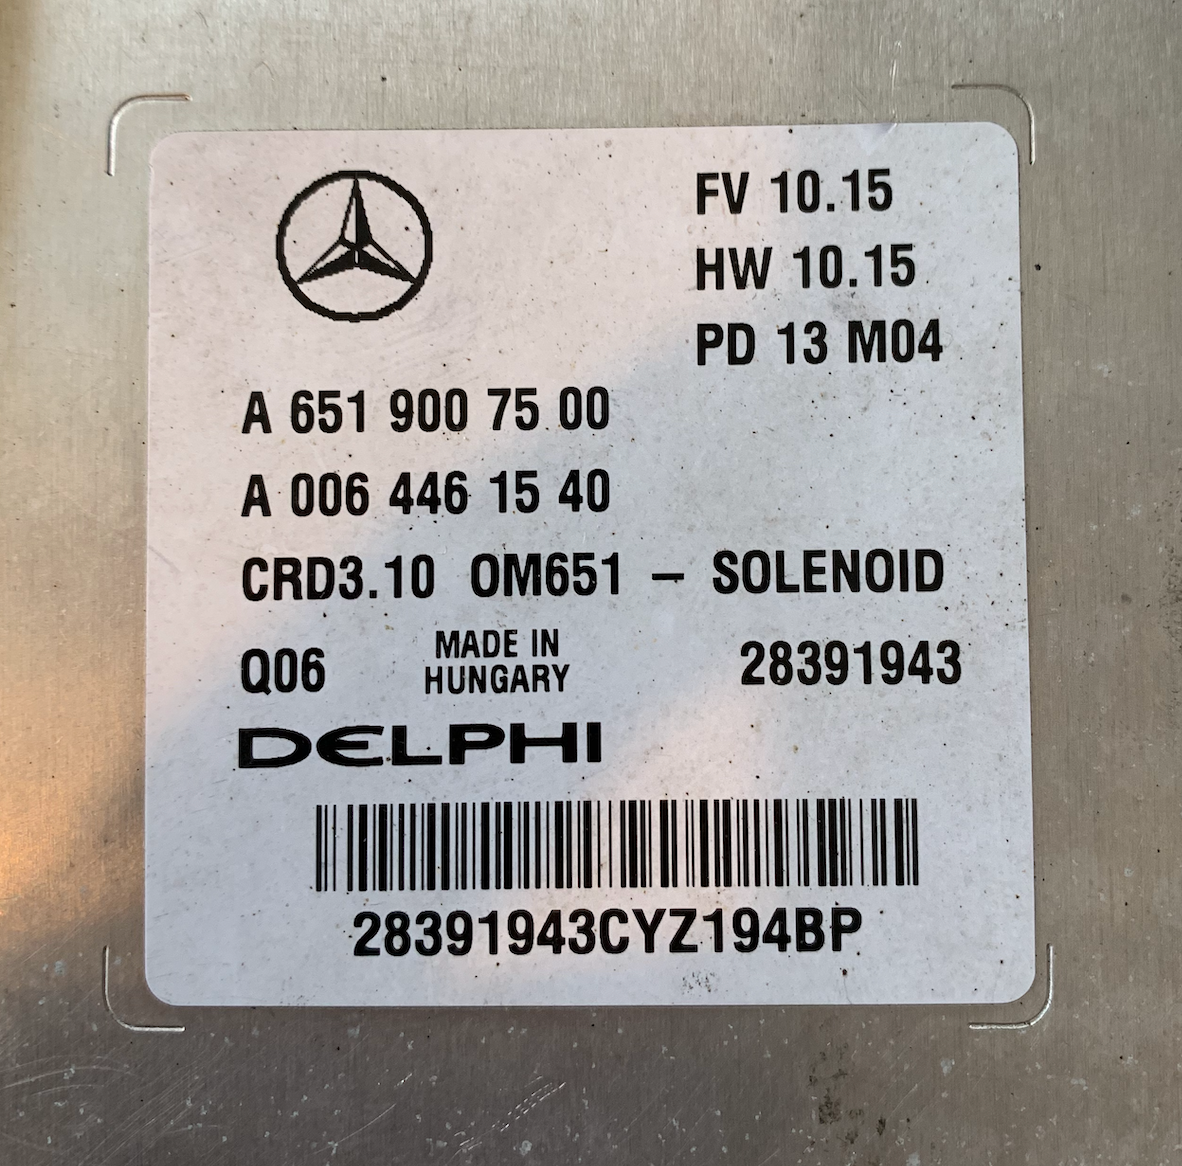 FV 10.15
HW 10.15
PD 13 M04
A 651 900 75 00
A 006 446 15 40
CRD3.10 OM651 – SOLENOID
Q06 MADE IN HUNGARY 28391943
DELPHI
28391943CYZ194BP